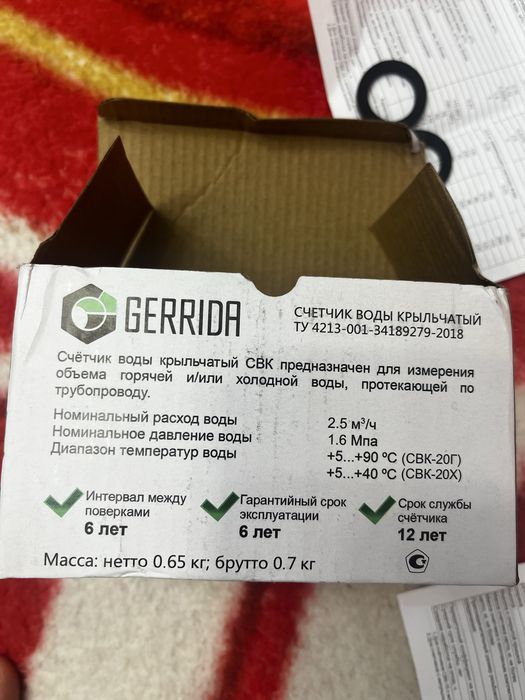 GERRIDA
СЧЕТЧИК ВОДЫ КРЫЛЬЧАТЫЙ
ТУ 4213-001-34189279-2018
Счётчик воды крыльчатый СВК предназначен для измерения
объема горячей и/или холодной воды, протекающей по
трубопроводу.
Номинальный расход воды 2.5 м³/ч
Номинальное давление воды 1.6 Мпа
Диапазон температур воды +5...+90 ºС (СВК-20Г)
+5...+40 ºС (СВК-20Х)
Интервал между
поверками
6 лет
Гарантийный срок
эксплуатации
6 лет
Срок службы
счётчика
12 лет
Масса: нетто 0.65 кг; брутто 0.7 кг